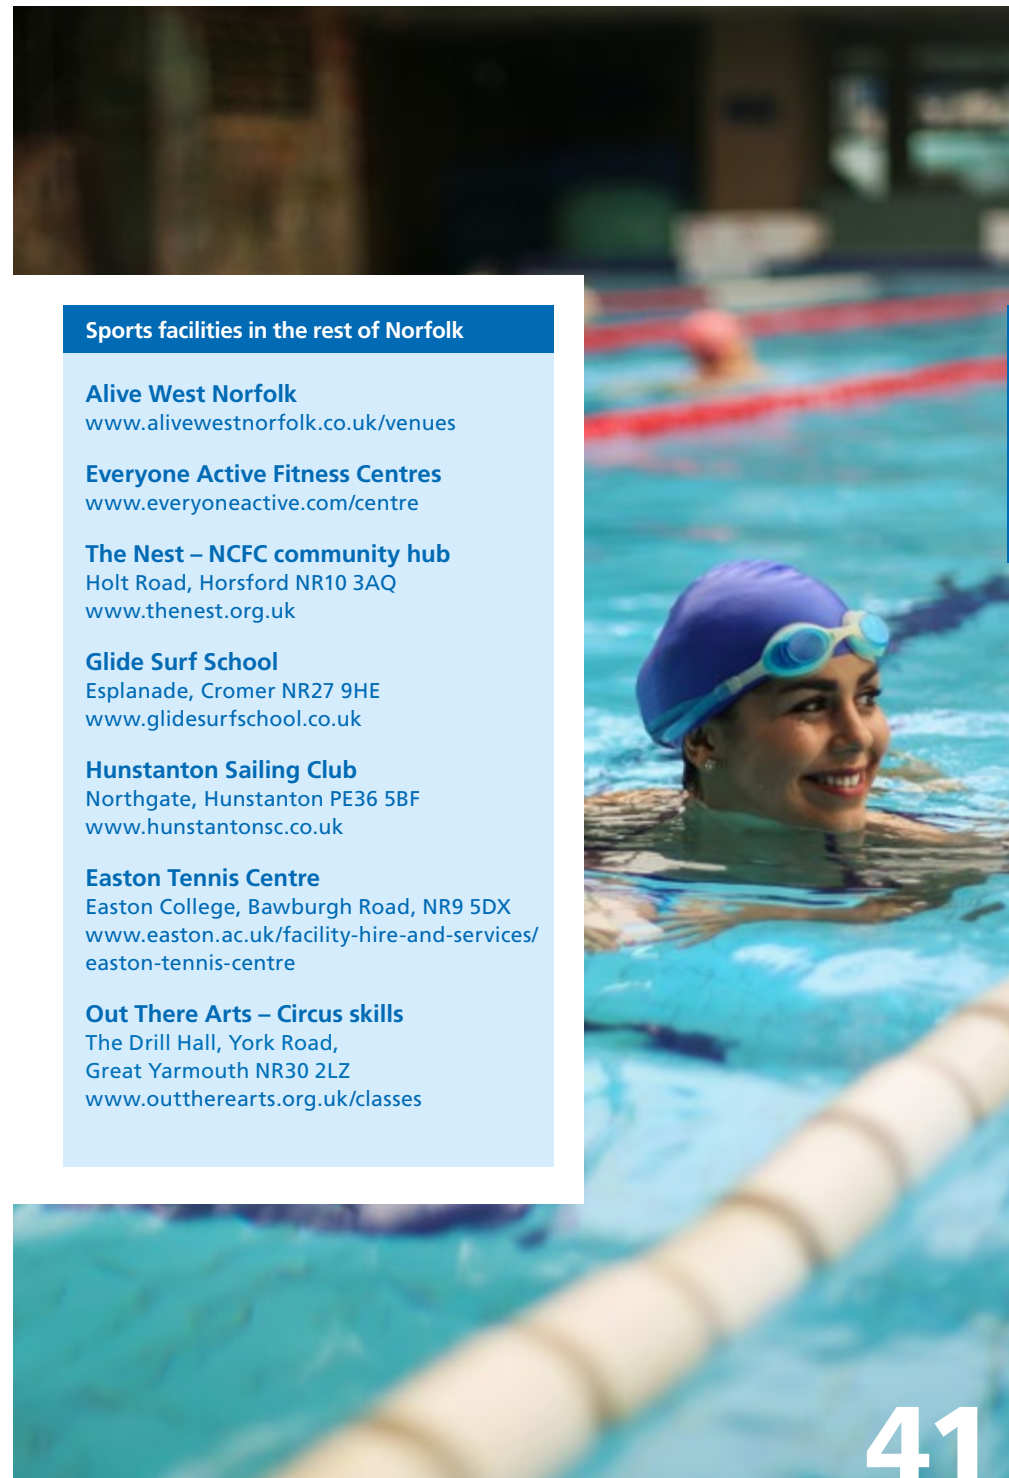 Sports facilities in the rest of Norfolk
Alive West Norfolk
www.alivewestnorfolk.co.uk/venues
Everyone Active Fitness Centres
www.everyoneactive.com/centre
The Nest – NCFC community hub
Holt Road, Horsford NR10 3AQ
www.thenest.org.uk
Glide Surf School
Esplanade, Cromer NR27 9HE
www.glidesurfschool.co.uk
Hunstanton Sailing Club
Northgate, Hunstanton PE36 5BF
www.hunstantonsc.co.uk
Easton Tennis Centre
Easton College, Bawburgh Road, NR9 5DX
www.easton.ac.uk/facility-hire-and-services/
easton-tennis-centre
Out There Arts – Circus skills
The Drill Hall, York Road,
Great Yarmouth NR30 2LZ
www.outtherearts.org.uk/classes
41